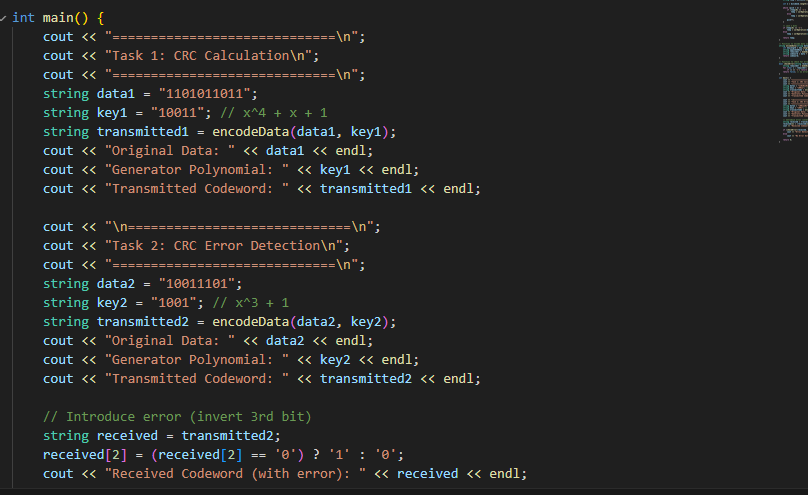 int main() {
    cout << "=============================\n";
    cout << "Task 1: CRC Calculation\n";
    cout << "=============================\n";
    string data1 = "1101011011";
    string key1 = "10011"; // x^4 + x + 1
    string transmitted1 = encodeData(data1, key1);
    cout << "Original Data: " << data1 << endl;
    cout << "Generator Polynomial: " << key1 << endl;
    cout << "Transmitted Codeword: " << transmitted1 << endl;

    cout << "\n=============================\n";
    cout << "Task 2: CRC Error Detection\n";
    cout << "=============================\n";
    string data2 = "10011101";
    string key2 = "1001"; // x^3 + 1
    string transmitted2 = encodeData(data2, key2);
    cout << "Original Data: " << data2 << endl;
    cout << "Generator Polynomial: " << key2 << endl;
    cout << "Transmitted Codeword: " << transmitted2 << endl;

    // Introduce error (invert 3rd bit)
    string received = transmitted2;
    received[2] = (received[2] == '0') ? '1' : '0';
    cout << "Received Codeword (with error): " << received << endl;